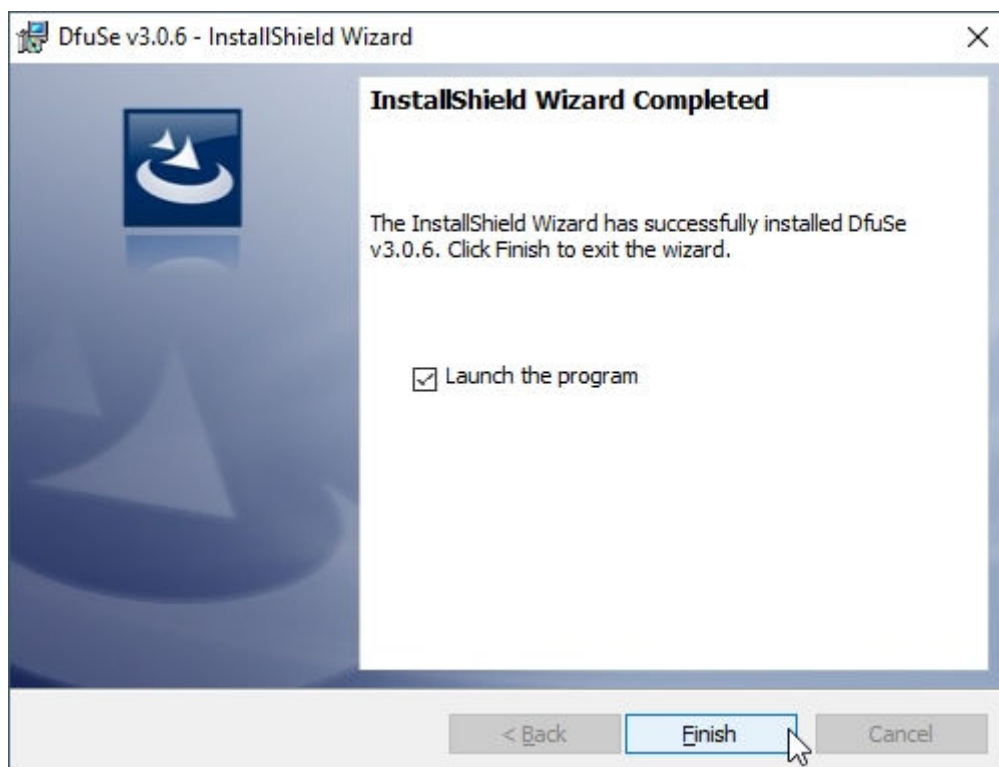 DfuSe v3.0.6 - InstallShield Wizard
InstallShield Wizard Completed
The InstallShield Wizard has successfully installed DfuSe
v3.0.6. Click Finish to exit the wizard.
Launch the program
< Back
Finish
Cancel